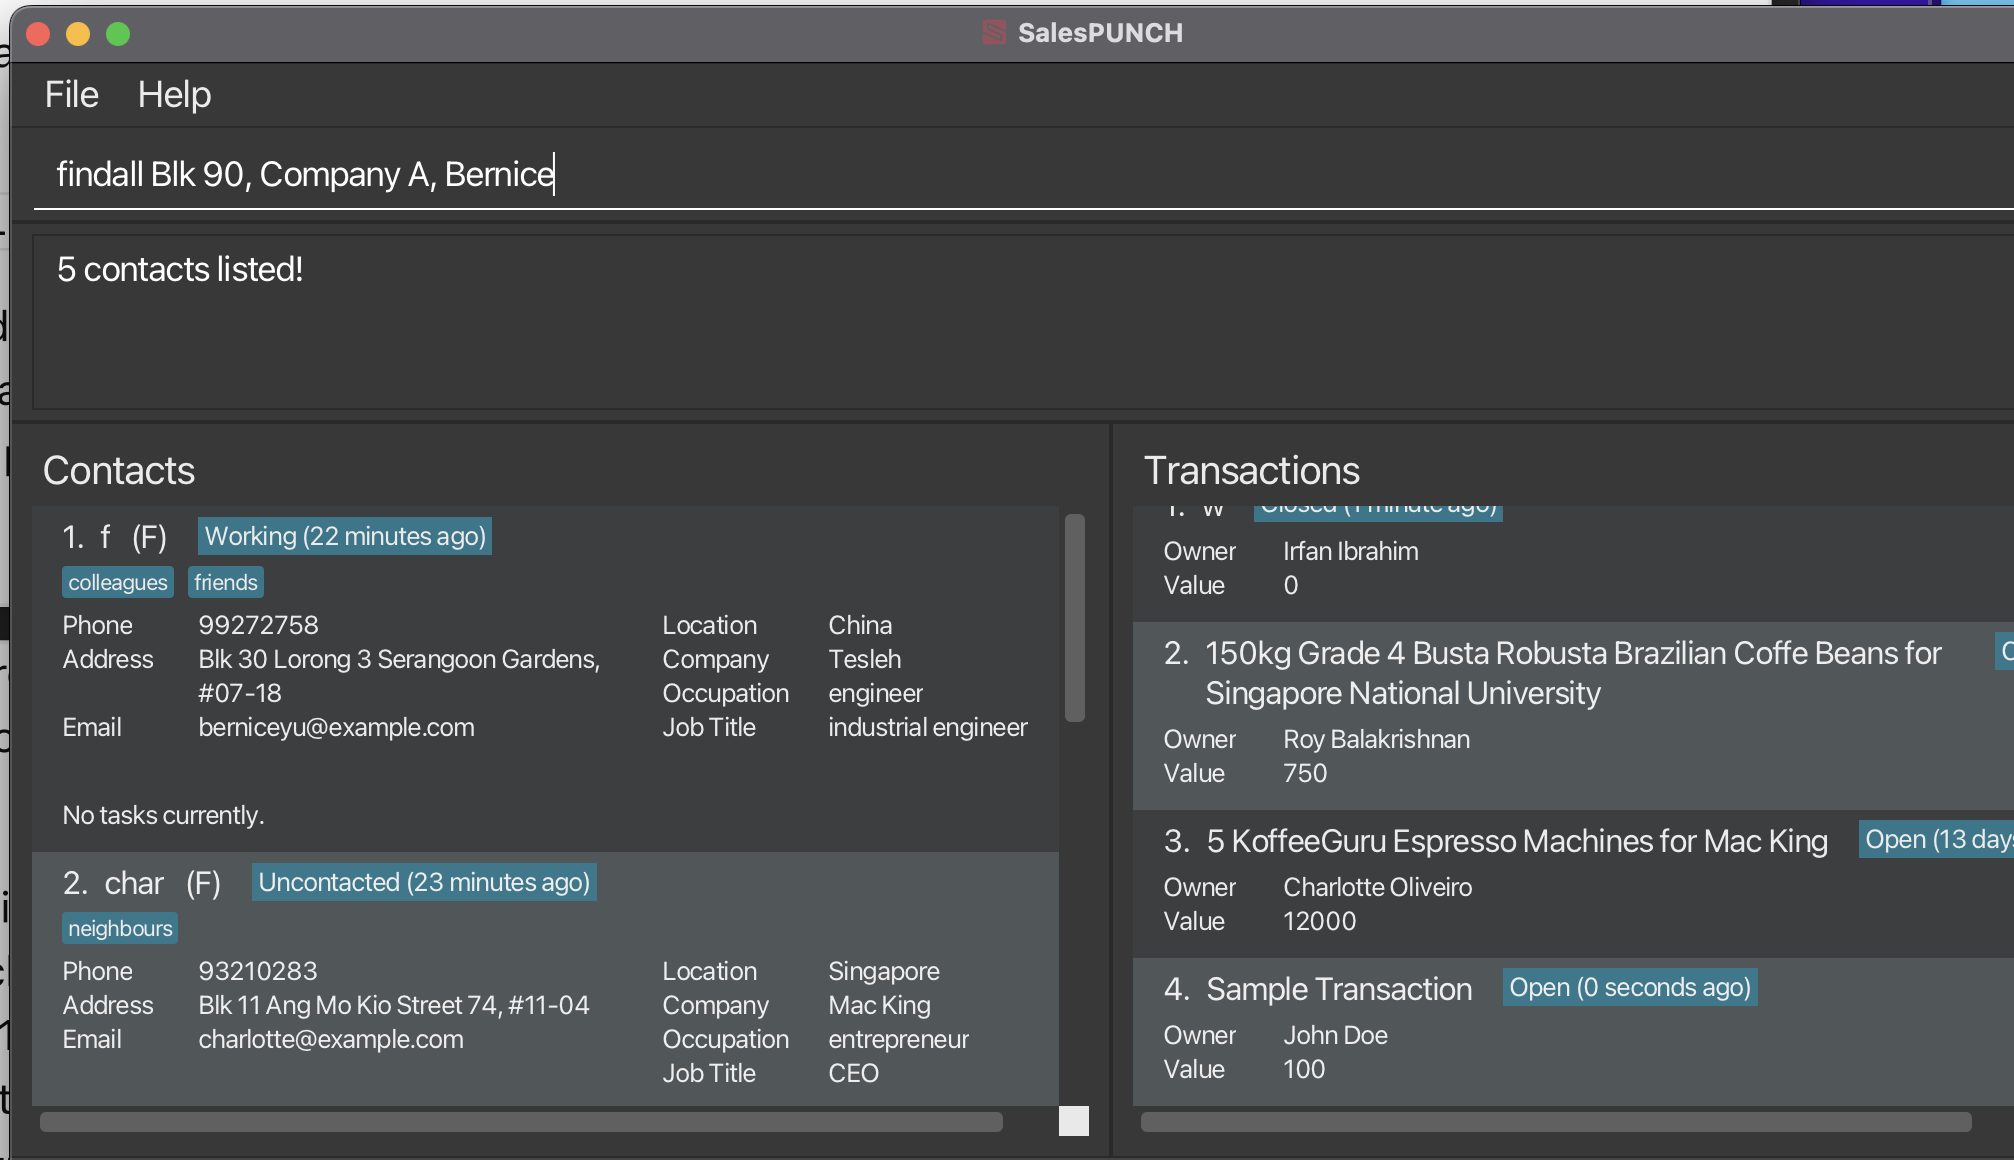 SalesPUNCH
File Help
findall Blk 90, Company A, Bernice
5 contacts listed!
Contacts
1. f (F) Working (22 minutes ago)
colleagues friends
Phone 99272758
Address Blk 30 Lorong 3 Serangoon Gardens,
#07-18
Email berniceyu@example.com
Location China
Company Tesleh
Occupation engineer
Job Title industrial engineer
No tasks currently.
2. char (F) Uncontacted (23 minutes ago)
neighbours
Phone 93210283
Address Blk 11 Ang Mo Kio Street 74, #11-04
Email charlotte@example.com
Location Singapore
Company Mac King
Occupation entrepreneur
Job Title CEO
Transactions
1. w Closed (1 minute ago)
Owner Irfan Ibrahim
Value 0
2. 150kg Grade 4 Busta Robusta Brazilian Coffe Beans for
Singapore National University
Owner Roy Balakrishnan
Value 750
3. 5 KoffeeGuru Espresso Machines for Mac King Open (13 days
Owner Charlotte Oliveiro
Value 12000
4. Sample Transaction Open (0 seconds ago)
Owner John Doe
Value 100